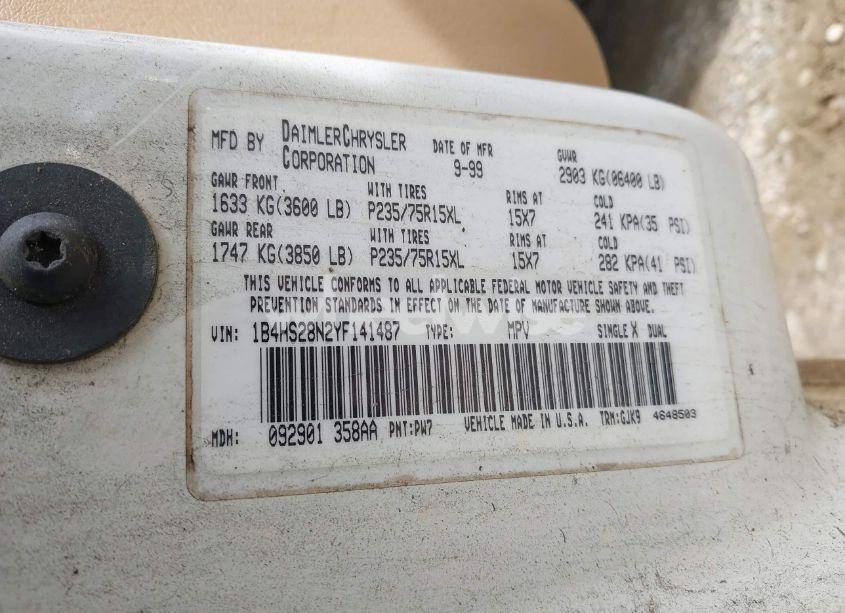 MFD BY DAIMLERCHRYSLER CORPORATION DATE OF MFR 9-99 GVWR 2903 KG(06400 LB)
GAWR FRONT WITH TIRES RIMS AT COLD
1633 KG(3600 LB) P235/75R15XL 15X7 241 KPA(35 PSI)
GAWR REAR WITH TIRES RIMS AT COLD
1747 KG(3850 LB) P235/75R15XL 15X7 282 KPA(41 PSI)
THIS VEHICLE CONFORMS TO ALL APPLICABLE FEDERAL MOTOR VEHICLE SAFETY AND THEFT
PREVENTION STANDARDS IN EFFECT ON THE DATE OF MANUFACTURE SHOWN ABOVE.
VIN: 1B4HS28N2YF141487 TYPE: MPV SINGLE X DUAL
MDH: 092901 358AA PNT:PW7 VEHICLE MADE IN U.S.A. TRM:GJK9 4648503